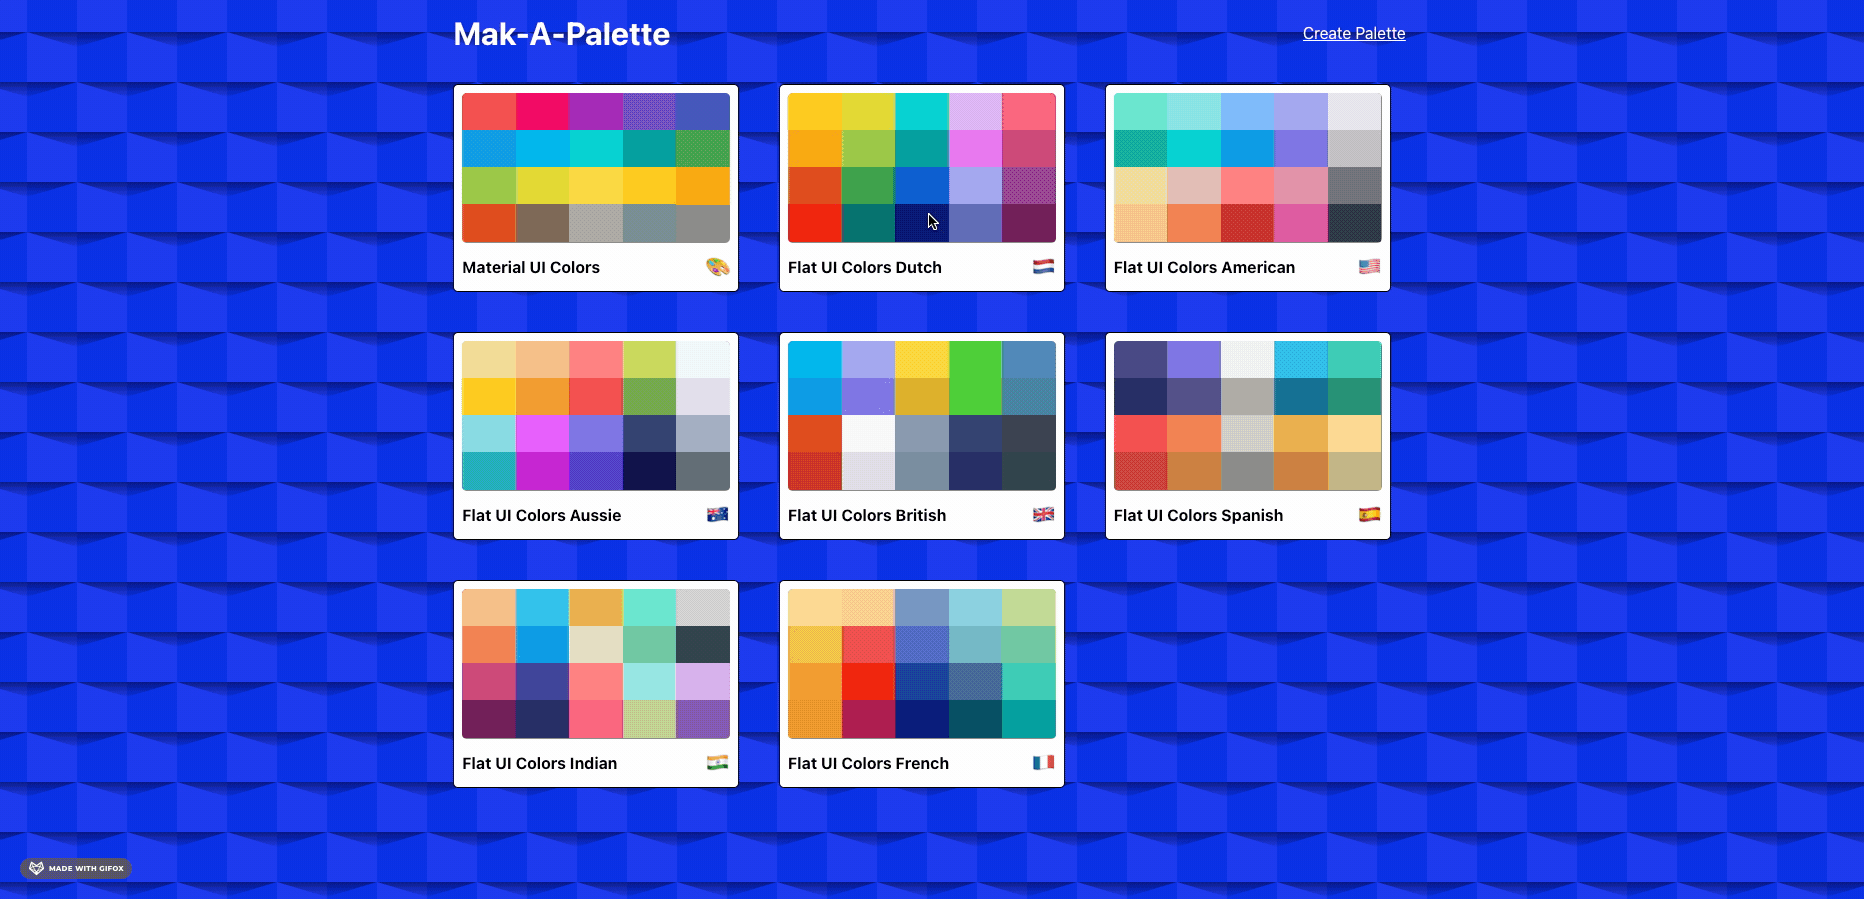 Mak-A-Palette
Create Palette
Material UI Colors
Flat UI Colors Dutch
Flat UI Colors American
Flat UI Colors Aussie
Flat UI Colors British
Flat UI Colors Spanish
Flat UI Colors Indian
Flat UI Colors French
MADE WITH GIFOX